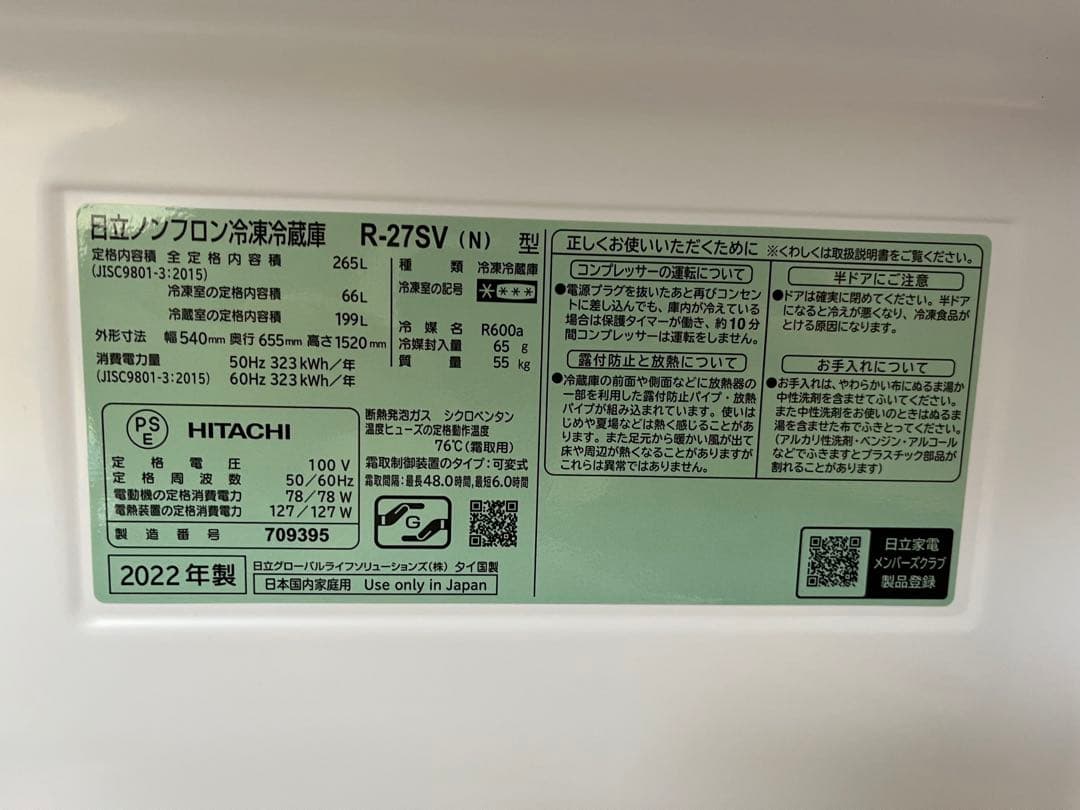 日立ノンフロン冷凍冷蔵庫 R-27SV (N) 型
定格内容積 全定格内容積 265L
(JISC9801-3:2015)
冷凍室の定格内容積 66L
冷蔵室の定格内容積 199L
外形寸法 幅540mm 奥行655mm 高さ1520mm
消費電力量 50Hz 323kWh/年
(JISC9801-3:2015) 60Hz 323kWh/年
種類 冷凍冷蔵庫
冷凍室の記号 ****
冷媒名 R600a
冷媒封入量 65 g
質量 55 kg
PS
E
HITACHI
定格電圧 100V
定格周波数 50/60Hz
電動機の定格消費電力 78/78W
電熱装置の定格消費電力 127/127W
製造番号 709395
断熱発泡ガス シクロペンタン
温度ヒューズの定格動作温度
76℃(霜取用)
霜取制御装置のタイプ:可変式
霜取間隔:最長48.0時間,最短6.0時間
G
2022年製
日立グローバルライフソリューションズ(株) タイ国製
日本国内家庭用 Use only in Japan
正しくお使いいただくために ※くわしくは取扱説明書をご覧ください。
コンプレッサーの運転について
●電源プラグを抜いたあと再びコンセン
トに差し込んでも、庫内が冷えている
場合は保護タイマーが働き、約10分
間コンプレッサーは運転をしません。
露付防止と放熱について
●冷蔵庫の前面や側面などに放熱器の
一部を利用した露付防止パイプ・放熱
パイプが組み込まれています。使いは
じめや夏場などは熱く感じることがあ
ります。また足元から暖かい風が出て
床や周辺が熱くなることがありますが
これらは異常ではありません。
半ドアにご注意
●ドアは確実に閉めてください。半ドア
になると冷えが悪くなり、冷凍食品が
とける原因になります。
お手入れについて
●お手入れは、やわらかい布にぬるま湯か
中性洗剤を含ませてふいてください。
また中性洗剤をお使いのときはぬるま
湯を含ませた布でふきとってください。
(アルカリ性洗剤・ベンジン・アルコール
などでふきますとプラスチック部品が
割れることがあります)
日立家電
メンバーズクラブ
製品登録